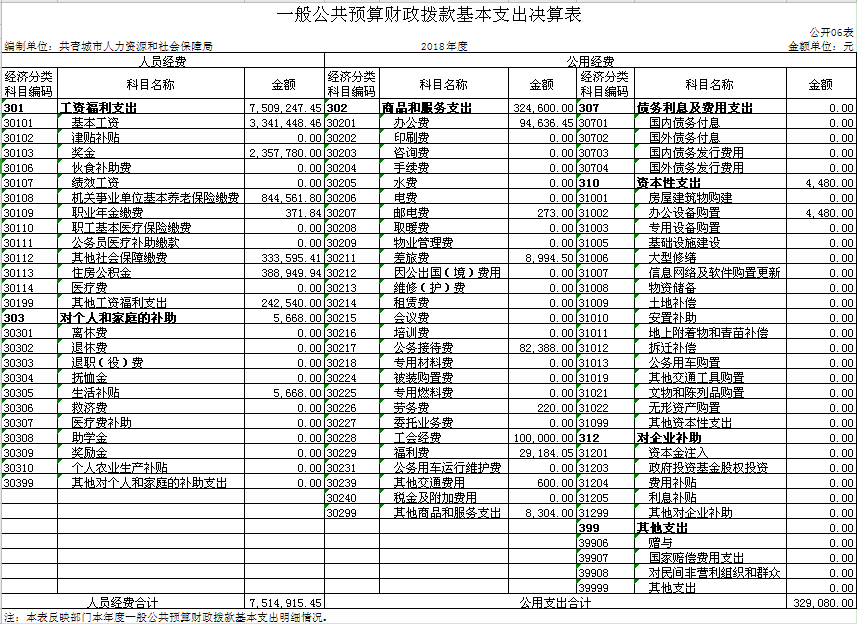 一般公共预算财政拨款基本支出决算表
公开06表
编制单位：共青城市人力资源和社会保障局 2018年度 金额单位：元
人员经费 公用经费
经济分类科目编码 科目名称 金额 经济分类科目编码 科目名称 金额 经济分类科目编码 科目名称 金额
301 工资福利支出 7,509,247.45 302 商品和服务支出 324,600.00 307 债务利息及费用支出 0.00
30101 基本工资 3,341,448.46 30201 办公费 94,636.45 30701 国内债务付息 0.00
30102 津贴补贴 0.00 30202 印刷费 0.00 30702 国外债务付息 0.00
30103 奖金 2,357,780.00 30203 咨询费 0.00 30703 国内债务发行费用 0.00
30106 伙食补助费 0.00 30204 手续费 0.00 30704 国外债务发行费用 0.00
30107 绩效工资 0.00 30205 水费 0.00 310 资本性支出 4,480.00
30108 机关事业单位基本养老保险缴费 844,561.80 30206 电费 0.00 31001 房屋建筑物购建 0.00
30109 职业年金缴费 371.84 30207 邮电费 273.00 31002 办公设备购置 4,480.00
30110 职工基本医疗保险缴费 0.00 30208 取暖费 0.00 31003 专用设备购置 0.00
30111 公务员医疗补助缴款 0.00 30209 物业管理费 0.00 31005 基础设施建设 0.00
30112 其他社会保障缴费 333,595.41 30211 差旅费 8,994.50 31006 大型修缮 0.00
30113 住房公积金 388,949.94 30212 因公出国（境）费用 0.00 31007 信息网络及软件购置更新 0.00
30114 医疗费 0.00 30213 维修（护）费 0.00 31008 物资储备 0.00
30199 其他工资福利支出 242,540.00 30214 租赁费 0.00 31009 土地补偿 0.00
303 对个人和家庭的补助 5,668.00 30215 会议费 0.00 31010 安置补助 0.00
30301 离休费 0.00 30216 培训费 0.00 31011 地上附着物和青苗补偿 0.00
30302 退休费 0.00 30217 公务接待费 82,388.00 31012 拆迁补偿 0.00
30303 退职（役）费 0.00 30218 专用材料费 0.00 31013 公务用车购置 0.00
30304 抚恤金 0.00 30224 被装购置费 0.00 31019 其他交通工具购置 0.00
30305 生活补贴 5,668.00 30225 专用燃料费 0.00 31021 文物和陈列品购置 0.00
30306 救济费 0.00 30226 劳务费 220.00 31022 无形资产购置 0.00
30307 医疗费补助 0.00 30227 委托业务费 0.00 31099 其他资本性支出 0.00
30308 助学金 0.00 30228 工会经费 100,000.00 312 对企业补助 0.00
30309 奖励金 0.00 30229 福利费 29,184.05 31201 资本金注入 0.00
30310 个人农业生产补贴 0.00 30231 公务用车运行维护费 0.00 31203 政府投资基金股权投资 0.00
30399 其他对个人和家庭的补助支出 0.00 30239 其他交通费用 600.00 31204 费用补贴 0.00
30240 税金及附加费用 0.00 31205 利息补贴 0.00
30299 其他商品和服务支出 8,304.00 31299 其他对企业补助 0.00
399 其他支出 0.00
39906 赠与 0.00
39907 国家赔偿费用支出 0.00
39908 对民间非营利组织和群众 0.00
39999 其他支出 0.00
人员经费合计 7,514,915.45 公用支出合计 329,080.00
注：本表反映部门本年度一般公共预算财政拨款基本支出明细情况。